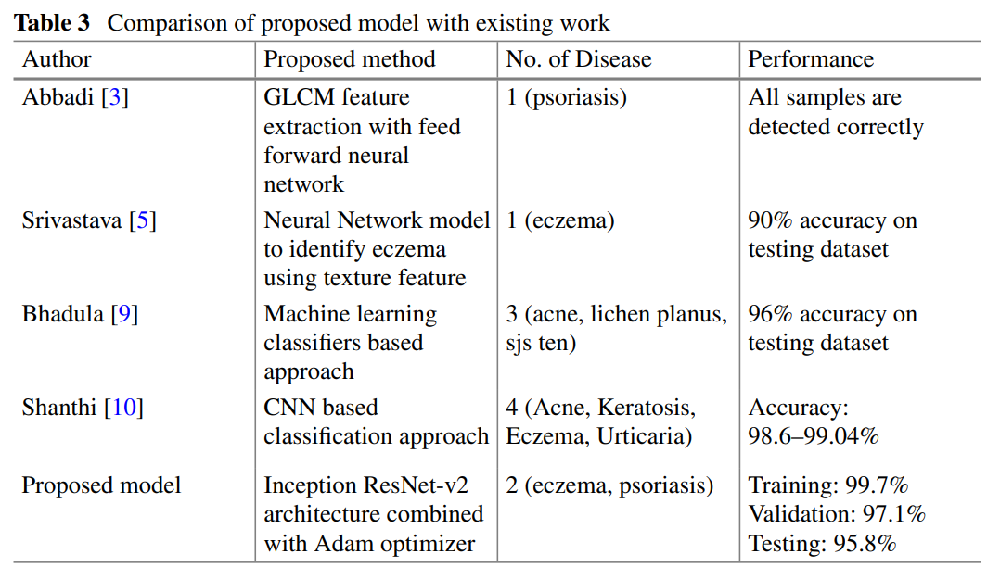 Table 3 Comparison of proposed model with existing work
Author Proposed method No. of Disease Performance
Abbadi [3] GLCM feature extraction with feed forward neural network 1 (psoriasis) All samples are detected correctly
Srivastava [5] Neural Network model to identify eczema using texture feature 1 (eczema) 90% accuracy on testing dataset
Bhadula [9] Machine learning classifiers based approach 3 (acne, lichen planus, sjs ten) 96% accuracy on testing dataset
Shanthi [10] CNN based classification approach 4 (Acne, Keratosis, Eczema, Urticaria) Accuracy: 98.6–99.04%
Proposed model Inception ResNet-v2 architecture combined with Adam optimizer 2 (eczema, psoriasis) Training: 99.7% Validation: 97.1% Testing: 95.8%